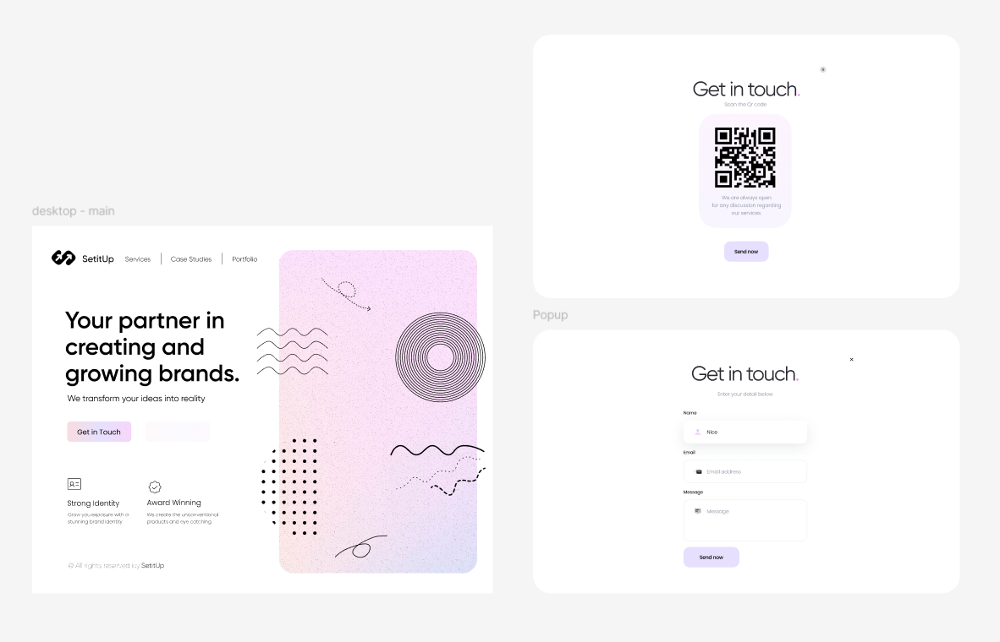 desktop - main
SetitUp
Services
Case Studies
Portfolio
Your partner in
creating and
growing brands.
We transform your ideas into reality
Get in Touch
Strong Identity
Grow you exposure with a
stunning brand identity
Award Winning
We create the unconventional
products and eye catching
© All rights reserved by SetitUp
Get in touch.
Scan the Qr code
We are always open
for any discussion regarding
our services.
Send now
Popup
Get in touch.
Enter your detail below
Name
Nice
Email
Email address
Message
Message
Send now